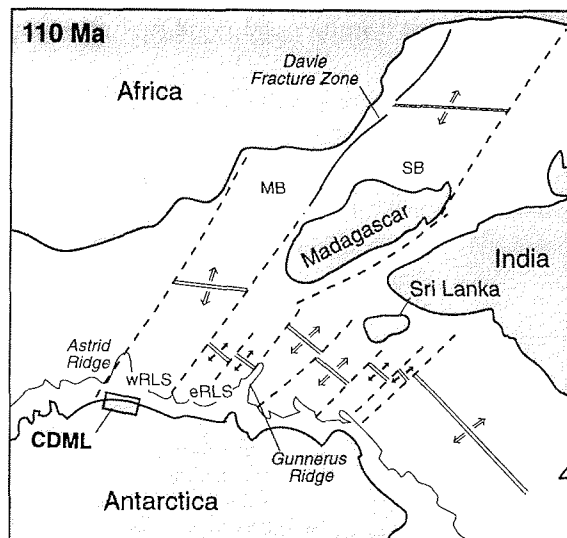 110 Ma
Africa
Davie
Fracture Zone
MB
SB
Madagascar
India
Sri Lanka
Astrid
Ridge
wRLS
eRLS
CDML
Gunnerus
Ridge
Antarctica